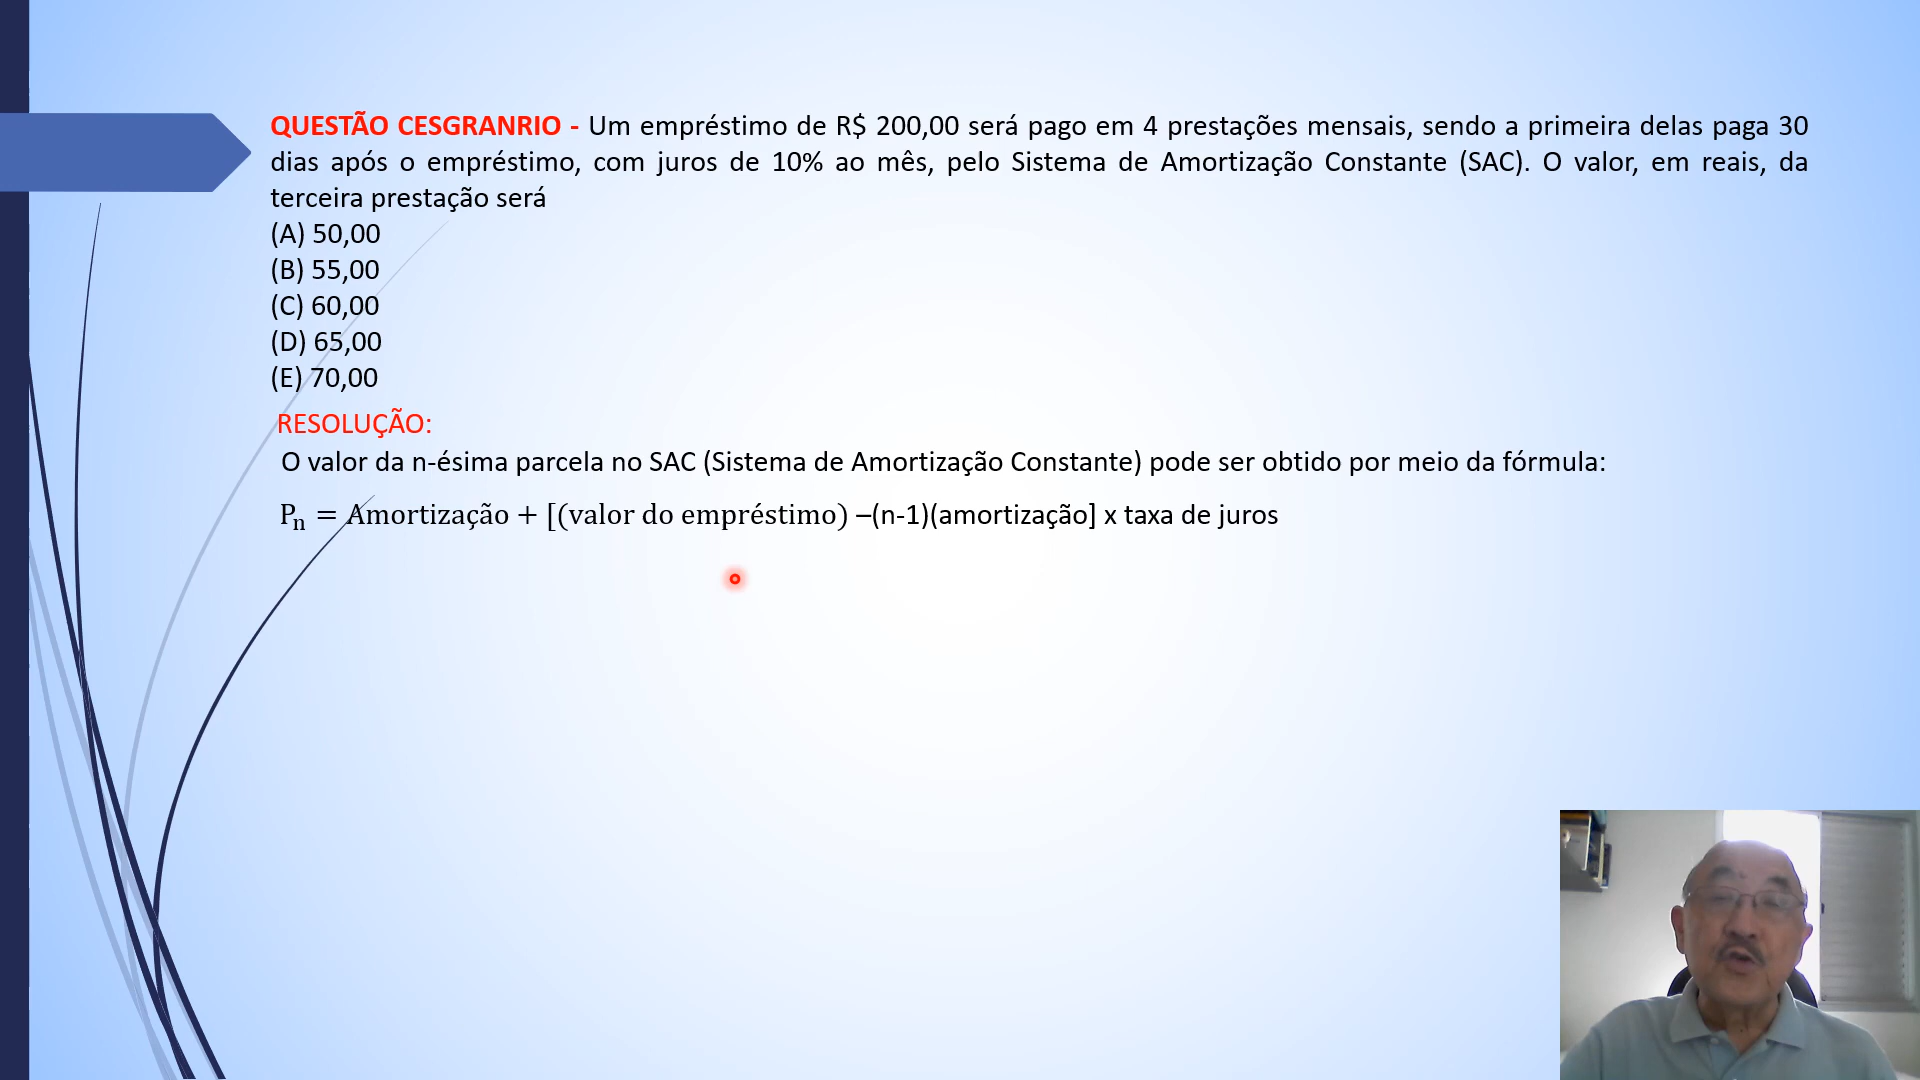 QUESTÃO CESGRANRIO - Um empréstimo de R$ 200,00 será pago em 4 prestações mensais, sendo a primeira delas paga 30
dias após o empréstimo, com juros de 10% ao mês, pelo Sistema de Amortização Constante (SAC). O valor, em reais, da
terceira prestação será
(A) 50,00
(B) 55,00
(C) 60,00
(D) 65,00
(E) 70,00
RESOLUÇÃO:
O valor da n-ésima parcela no SAC (Sistema de Amortização Constante) pode ser obtido por meio da fórmula:
Pn = Amortização + [(valor do empréstimo) –(n-1)(amortização] x taxa de juros